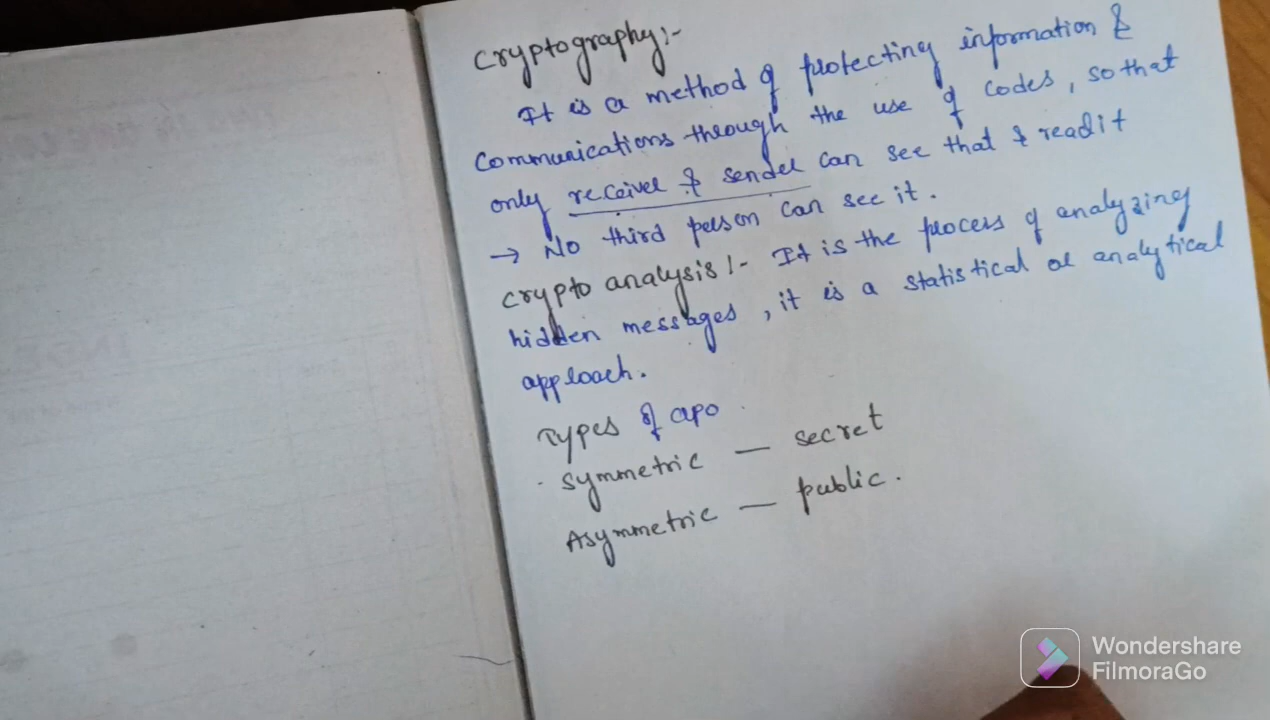 Cryptography:-
It is a method of protecting information &
communications through the use of codes, so that
only receiver & sender can see that & read it
→ No third person can see it.
Crypto analysis:- It is the process of analyzing
hidden messages, it is a statistical or analytical
approach.
Types of cipo
. Symmetric — secret
Asymmetric — public.
Wondershare
FilmoraGo